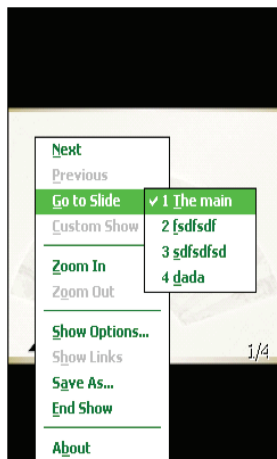 Next
Previous
Go to Slide
Custom Show
Zoom In
Zoom Out
Show Options...
Show Links
Save As...
End Show
About
✓ 1 The main
2 fsdfsdf
3 sdfsdfsd
4 dada
1/4